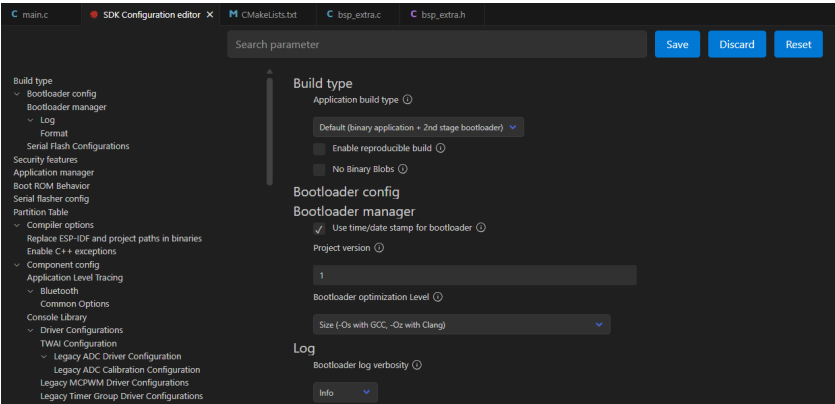 main.c
SDK Configuration editor
CMakeLists.txt
bsp_extra.c
bsp_extra.h
Search parameter
Save
Discard
Reset
Build type
Bootloader config
Bootloader manager
Log
Format
Serial Flash Configurations
Security features
Application manager
Boot ROM Behavior
Serial flasher config
Partition Table
Compiler options
Replace ESP-IDF and project paths in binaries
Enable C++ exceptions
Component config
Application Level Tracing
Bluetooth
Common Options
Console Library
Driver Configurations
TWAI Configuration
Legacy ADC Driver Configuration
Legacy ADC Calibration Configuration
Legacy MCPWM Driver Configurations
Legacy Timer Group Driver Configurations
Build type
Application build type
Default (binary application + 2nd stage bootloader)
Enable reproducible build
No Binary Blobs
Bootloader config
Bootloader manager
Use time/date stamp for bootloader
Project version
1
Bootloader optimization Level
Size (-Os with GCC, -Oz with Clang)
Log
Bootloader log verbosity
Info